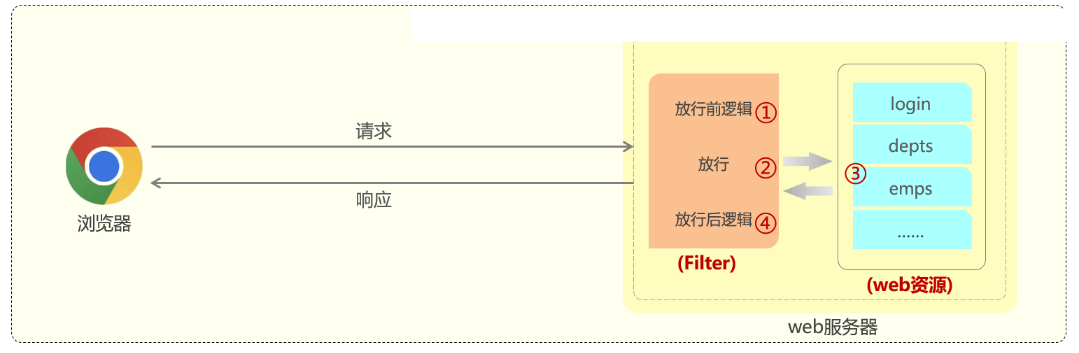 请求
响应
浏览器
放行前逻辑 ①
放行 ②
放行后逻辑 ④
(Filter)
③
login
depts
emps
......
(web资源)
web服务器